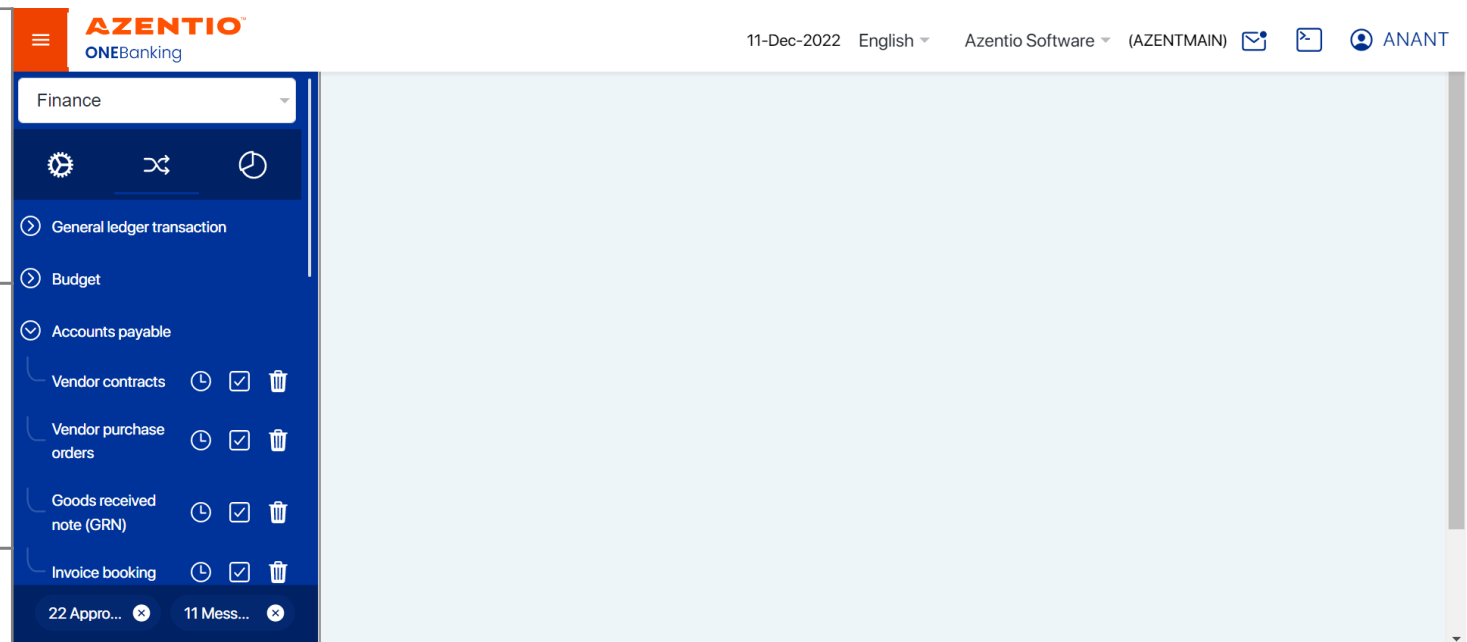 AZENTIO™
ONEBanking
11-Dec-2022 English Azentio Software (AZENTMAIN) ANANT
Finance
General ledger transaction
Budget
Accounts payable
Vendor contracts
Vendor purchase
orders
Goods received
note (GRN)
Invoice booking
22 Appro... 11 Mess...